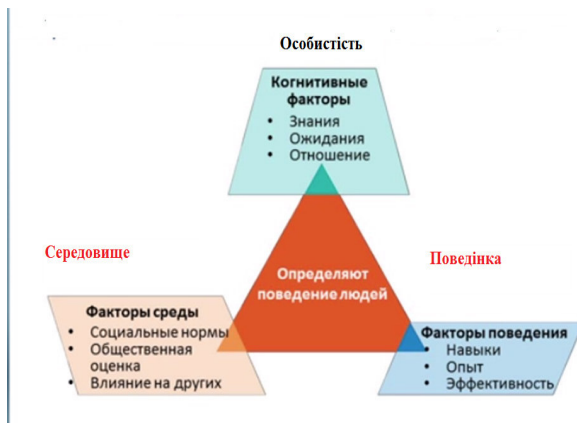 Особистість
Когнитивные
факторы
• Знания
• Ожидания
• Отношение
Середовище
Поведінка
Определяют
поведение людей
Факторы среды
• Социальные нормы
• Общественная
оценка
• Влияние на других
Факторы поведения
• Навыки
• Опыт
• Эффективность